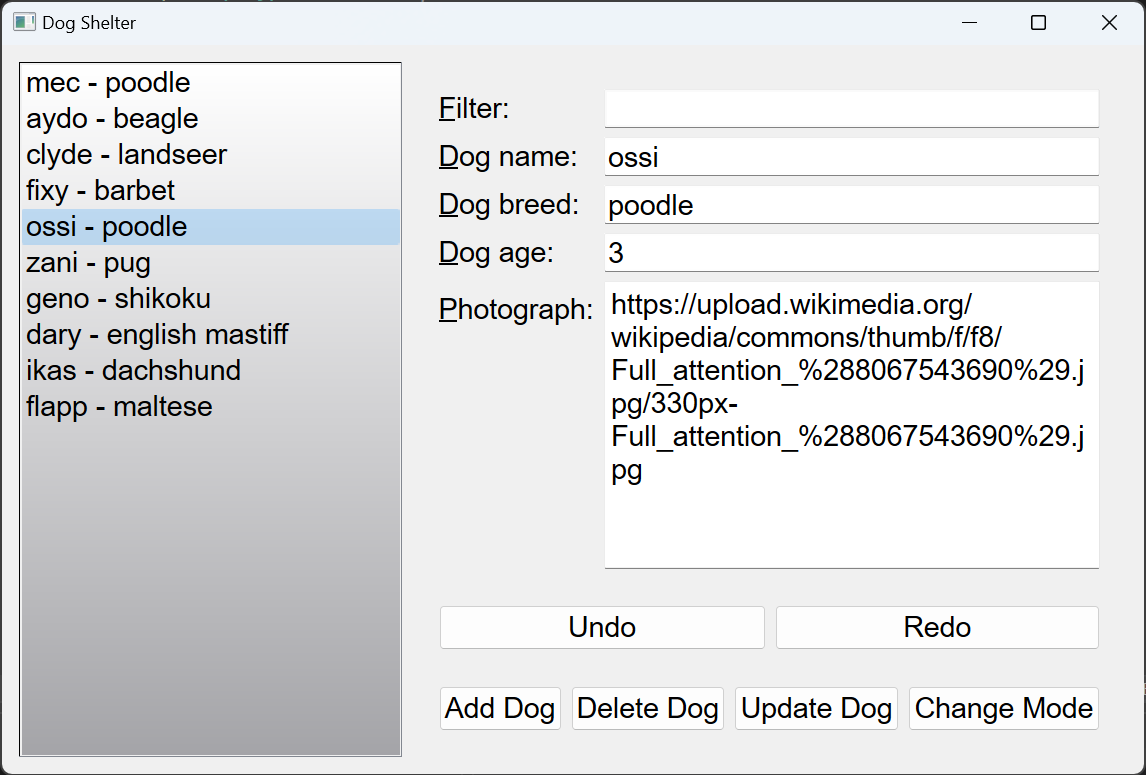 Dog Shelter
mec - poodle
aydo - beagle
clyde - landseer
fixy - barbet
ossi - poodle
zani - pug
geno - shikoku
dary - english mastiff
ikas - dachshund
flapp - maltese
Filter:
Dog name: ossi
Dog breed: poodle
Dog age: 3
Photograph: https://upload.wikimedia.org/
wikipedia/commons/thumb/f/f8/
Full_attention_%288067543690%29.j
pg/330px-
Full_attention_%288067543690%29.j
pg
Undo Redo
Add Dog Delete Dog Update Dog Change Mode